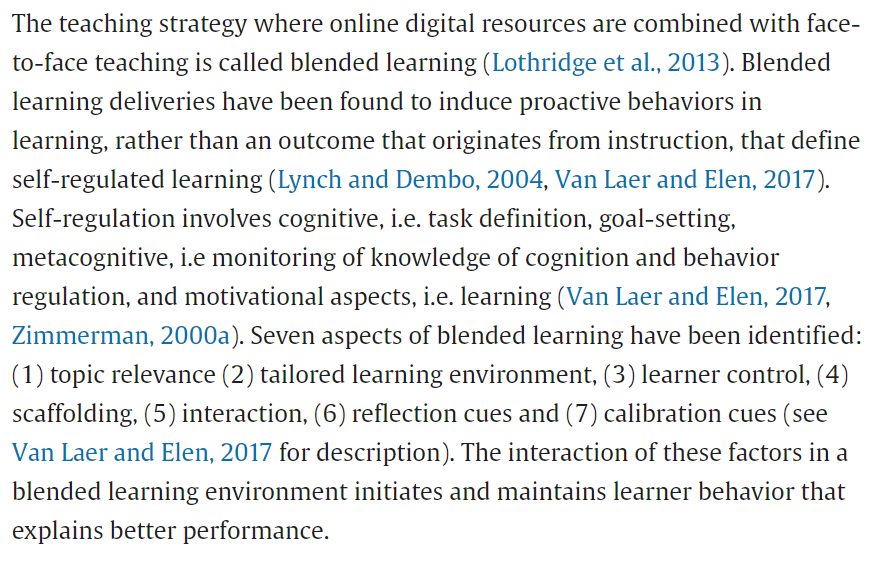 The teaching strategy where online digital resources are combined with face-
to-face teaching is called blended learning (Lothridge et al., 2013). Blended
learning deliveries have been found to induce proactive behaviors in
learning, rather than an outcome that originates from instruction, that define
self-regulated learning (Lynch and Dembo, 2004, Van Laer and Elen, 2017).
Self-regulation involves cognitive, i.e. task definition, goal-setting,
metacognitive, i.e monitoring of knowledge of cognition and behavior
regulation, and motivational aspects, i.e. learning (Van Laer and Elen, 2017,
Zimmerman, 2000a). Seven aspects of blended learning have been identified:
(1) topic relevance (2) tailored learning environment, (3) learner control, (4)
scaffolding, (5) interaction, (6) reflection cues and (7) calibration cues (see
Van Laer and Elen, 2017 for description). The interaction of these factors in a
blended learning environment initiates and maintains learner behavior that
explains better performance.